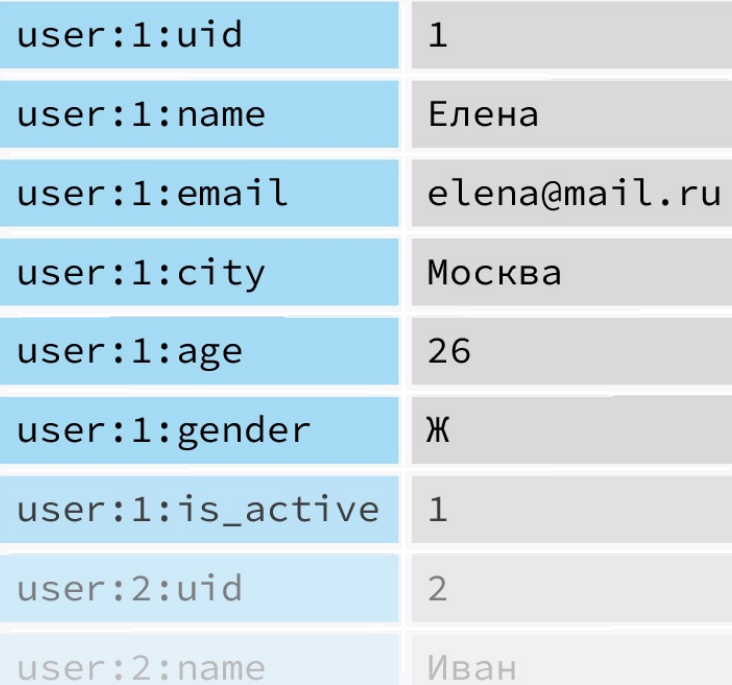 user:1:uid 1
user:1:name Елена
user:1:email elena@mail.ru
user:1:city Москва
user:1:age 26
user:1:gender Ж
user:1:is_active 1
user:2:uid 2
user:2:name Иван